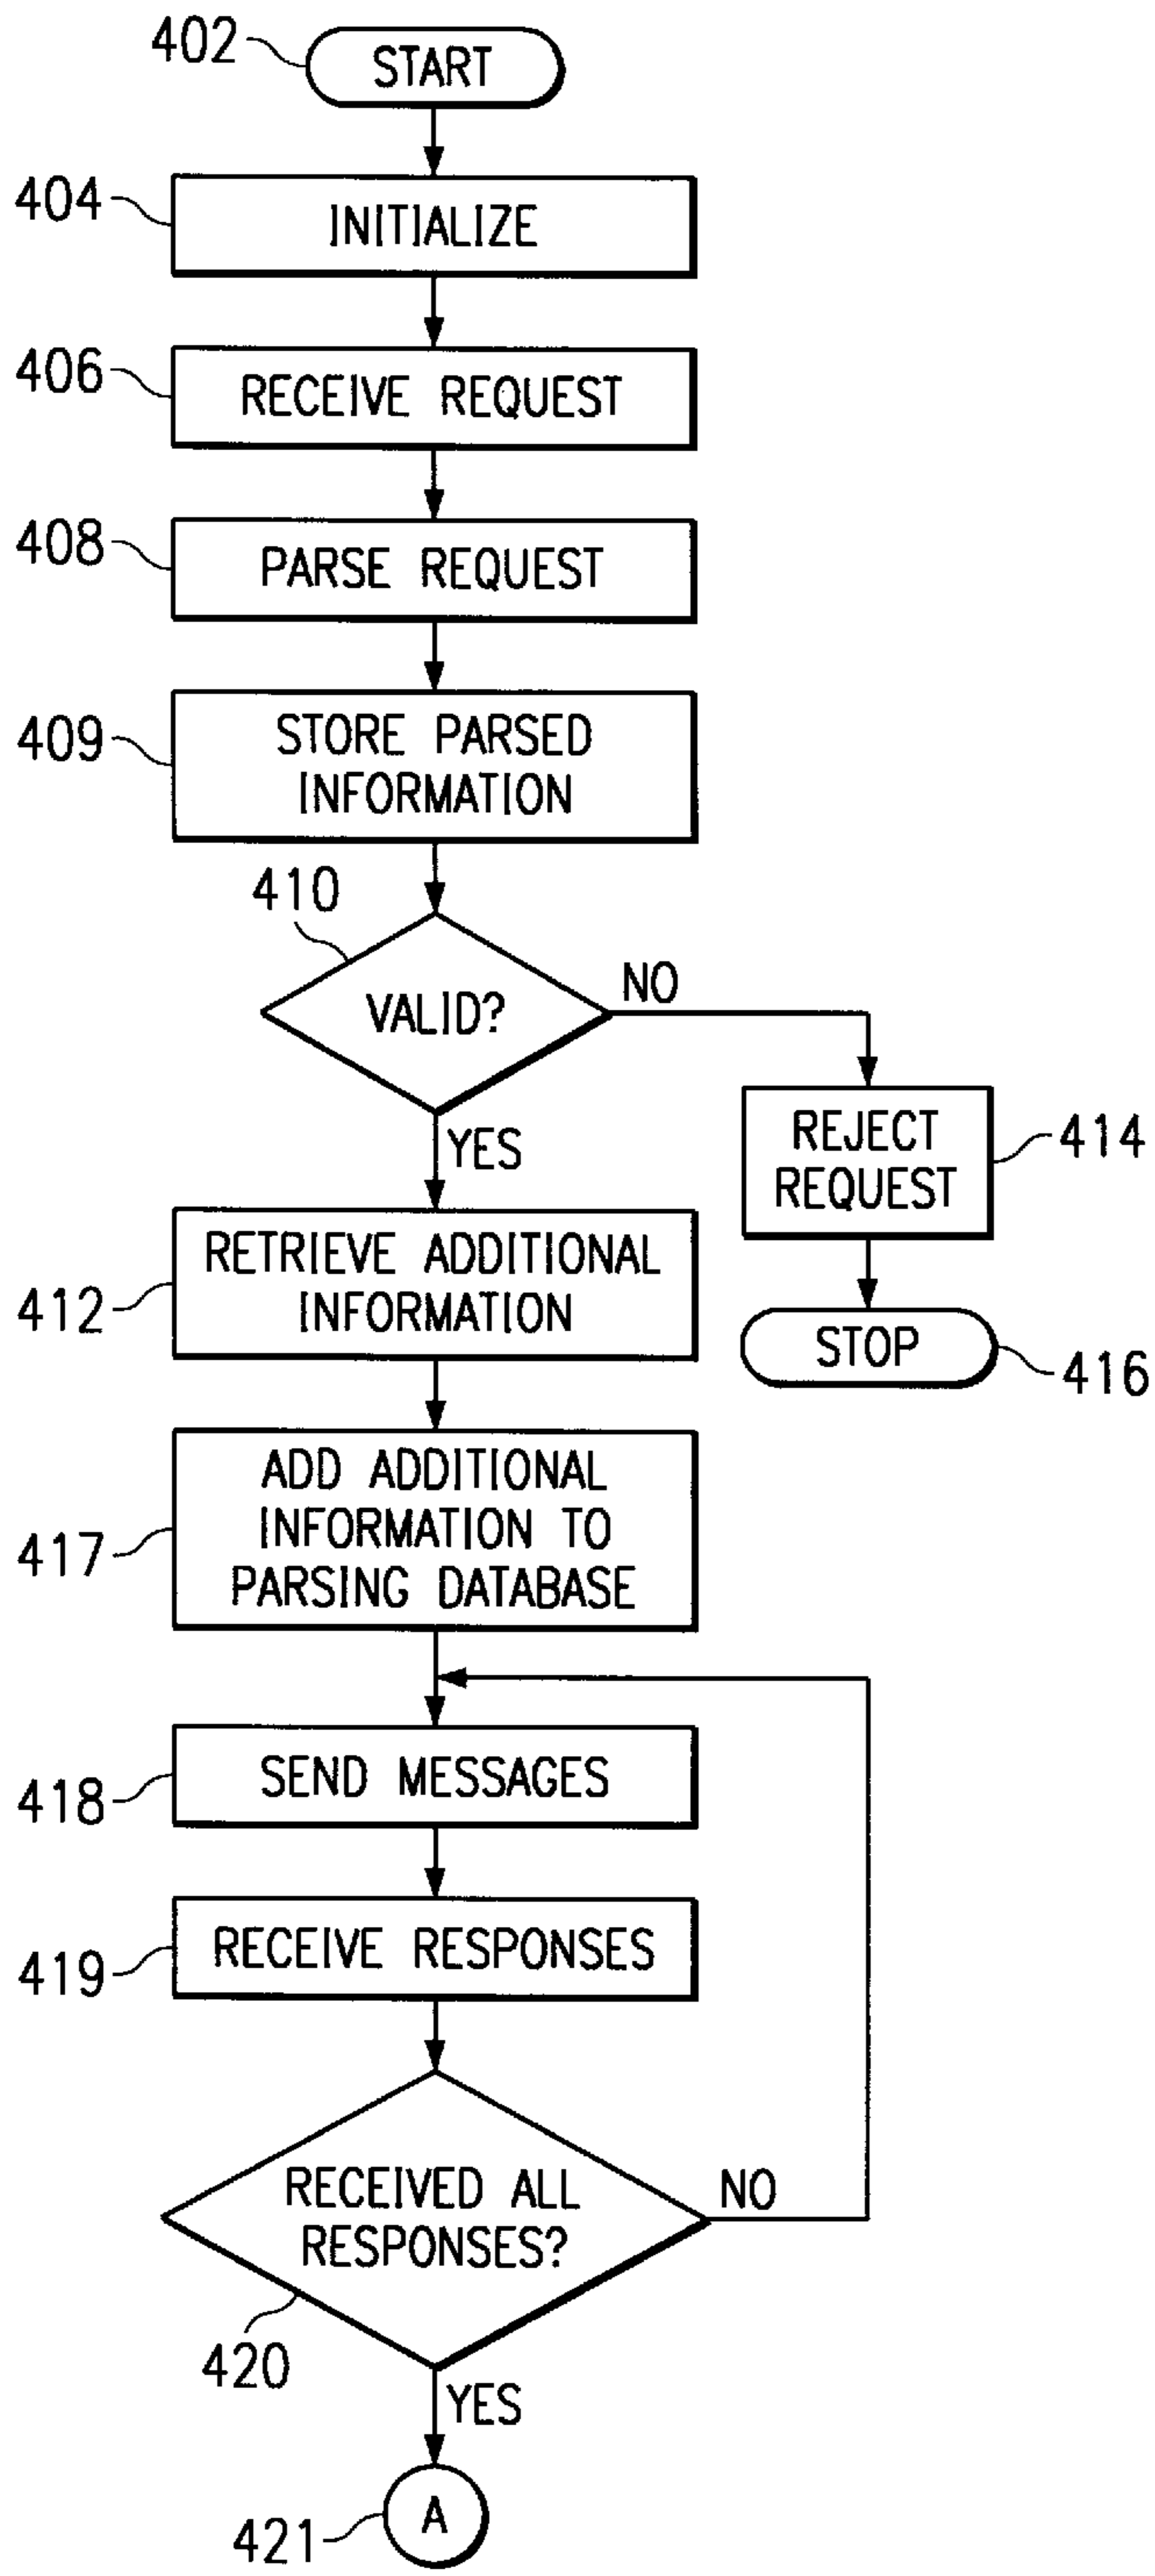 402
START
404
INITIALIZE
406
RECEIVE REQUEST
408
PARSE REQUEST
409
STORE PARSED
INFORMATION
410
VALID?
NO
YES
REJECT
REQUEST
414
412
RETRIEVE ADDITIONAL
INFORMATION
STOP
416
417
ADD ADDITIONAL
INFORMATION TO
PARSING DATABASE
418
SEND MESSAGES
419
RECEIVE RESPONSES
RECEIVED ALL
RESPONSES?
NO
420
YES
421
A